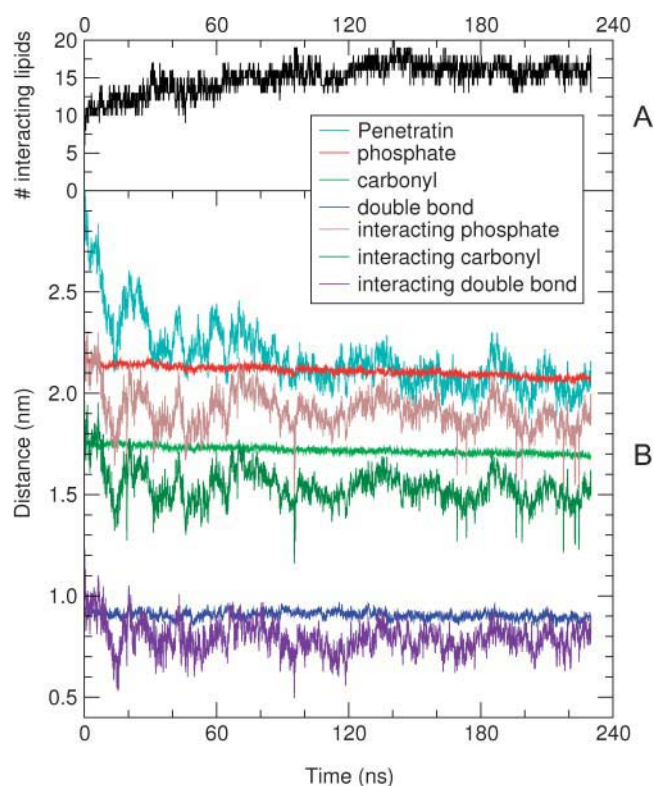 0 60 120 180 240
20
15
10
5
0
# interacting lipids
A
Penetratin
phosphate
carbonyl
double bond
interacting phosphate
interacting carbonyl
interacting double bond
2.5
2.0
1.5
1.0
0.5
Distance (nm)
B
0 60 120 180 240
Time (ns)